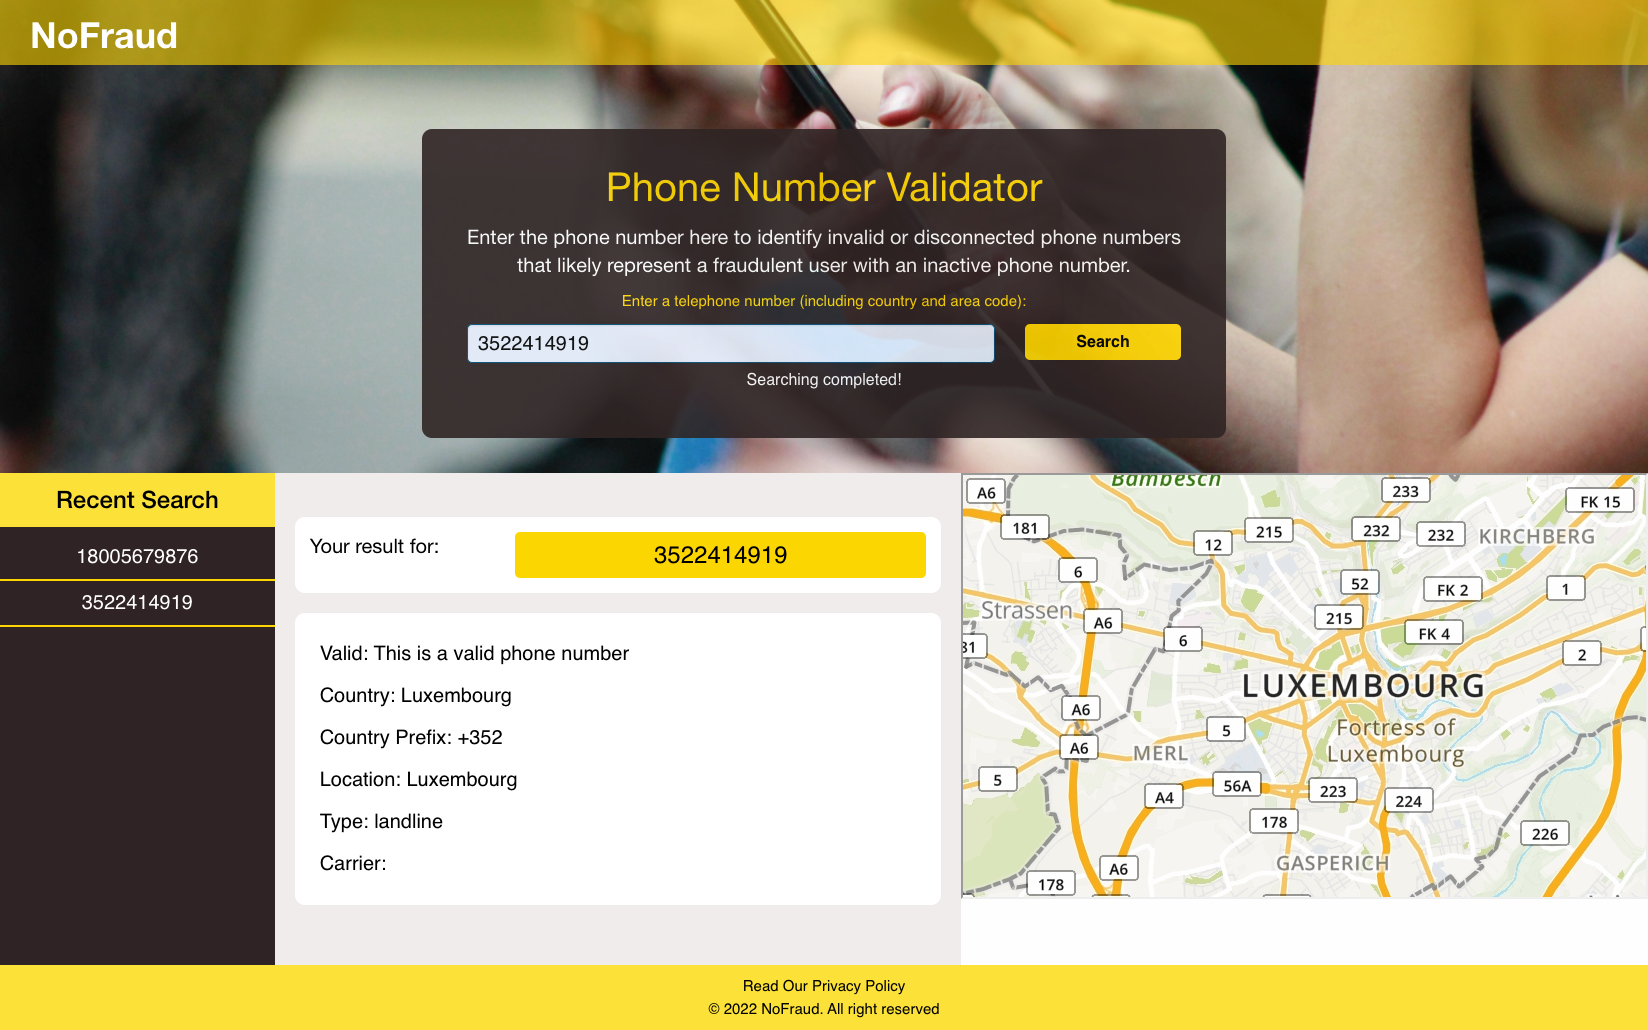 NoFraud
Phone Number Validator
Enter the phone number here to identify invalid or disconnected phone numbers
that likely represent a fraudulent user with an inactive phone number.
Enter a telephone number (including country and area code):
3522414919
Search
Searching completed!
Recent Search
18005679876
3522414919
Your result for:
3522414919
Valid: This is a valid phone number
Country: Luxembourg
Country Prefix: +352
Location: Luxembourg
Type: landline
Carrier:
Bambesch
A6
233
FK 15
181
215
232
232
KIRCHBERG
12
6
52
FK 2
1
Strassen
A6
215
FK 4
6
31
2
LUXEMBOURG
A6
Fortress of
Luxembourg
5
A6
MERL
5
56A
A4
223
224
178
226
GASPERICH
A6
178
Read Our Privacy Policy
© 2022 NoFraud. All right reserved